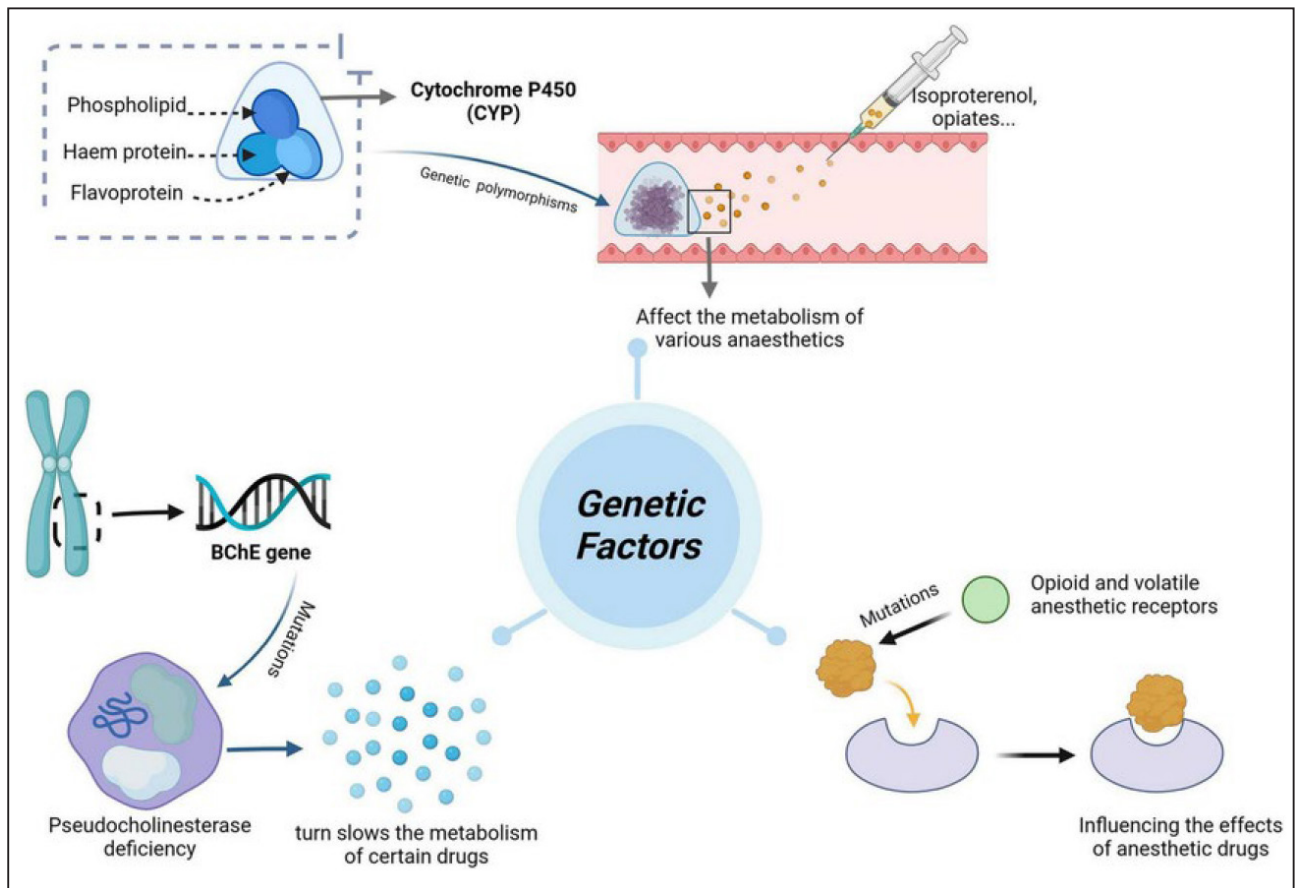 Phospholipid
Haem protein
Flavoprotein
Cytochrome P450
(CYP)
Genetic polymorphisms
Isoproterenol,
opiates...
Affect the metabolism of
various anaesthetics
Genetic
Factors
BChE gene
Mutations
Pseudocholinesterase
deficiency
turn slows the metabolism
of certain drugs
Opioid and volatile
anesthetic receptors
Mutations
Influencing the effects
of anesthetic drugs